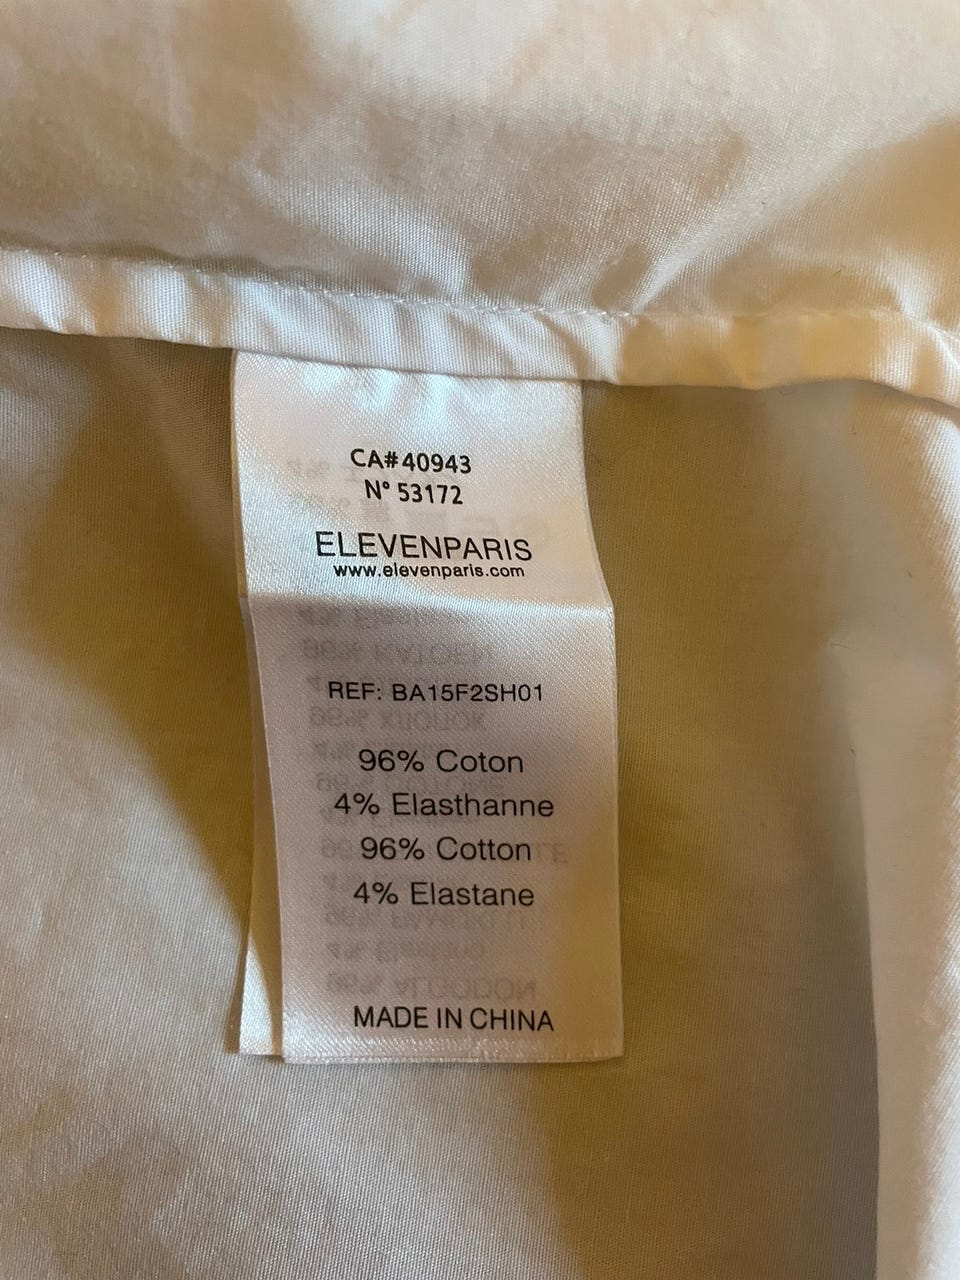 CA#40943
N° 53172
ELEVENPARIS
www.elevenparis.com
REF: BA15F2SH01
96% Coton
4% Elasthanne
96% Cotton
4% Elastane
MADE IN CHINA